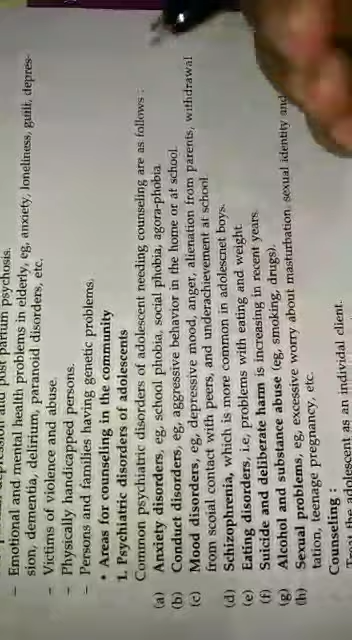 depression and post partum psychosis.
– Emotional and mental health problems in elderly, eg, anxiety, loneliness, guilt, depres-
sion, dementia, delirium, paranoid disorders, etc.
– Victims of violence and abuse.
– Physically handicapped persons.
– Persons and families having genetic problems.
• Areas for counseling in the community
1. Psychiatric disorders of adolescents
Common psychiatric disorders of adolescent needing counseling are as follows :
(a) Anxiety disorders, eg, school phobia, social phobia, agora-phobia.
(b) Conduct disorders, eg, aggressive behavior in the home or at school.
(c) Mood disorders, eg, depressive mood, anger, alienation from parents, withdrawal
from scoial contact with peers, and underachievement at school.
(d) Schizophrenia, which is more common in adolescnet boys.
(e) Eating disorders, i.e, problems with eating and weight.
(f) Suicide and deliberate harm is increasing in recent years.
(g) Alcohol and substance abuse (eg, smoking, drugs).
(h) Sexual problems, eg, excessive worry about masturbation, sexual identity and
tation, teenage pregnancy, etc.
Counseling :
Treat the adolescent as an individual client.